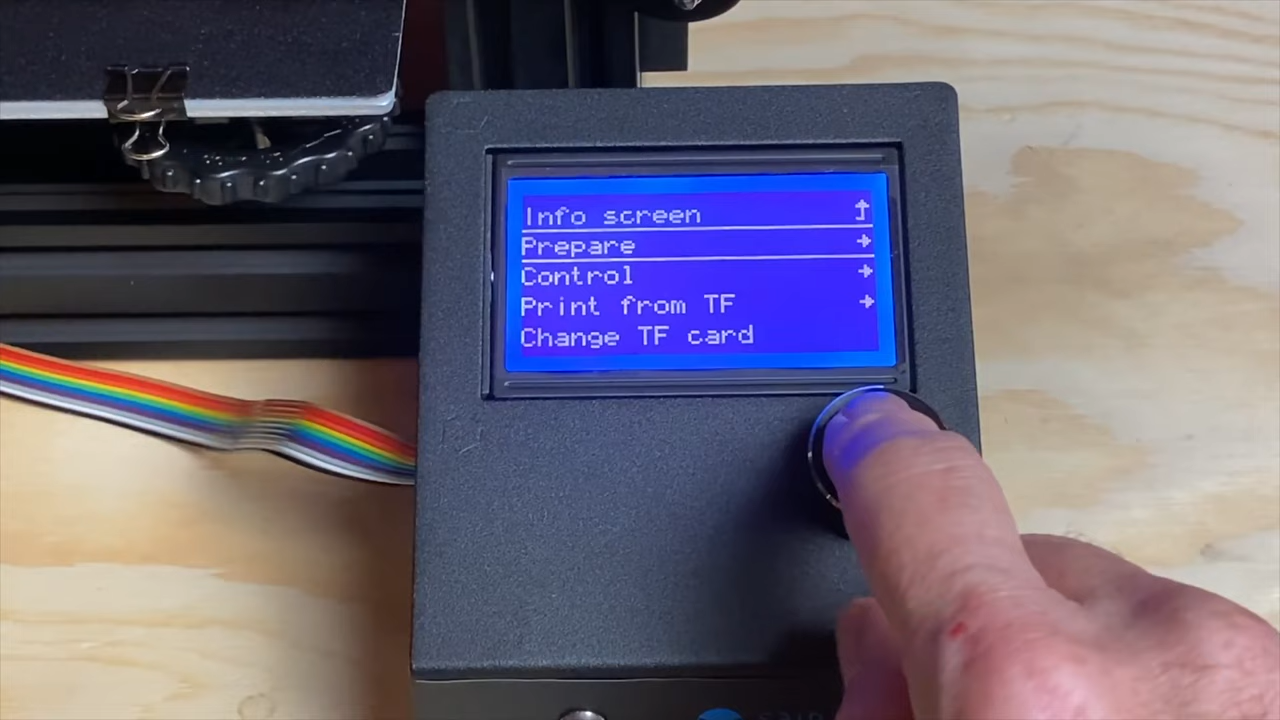 Info screen
Prepare
Control
Print from TF
Change TF card